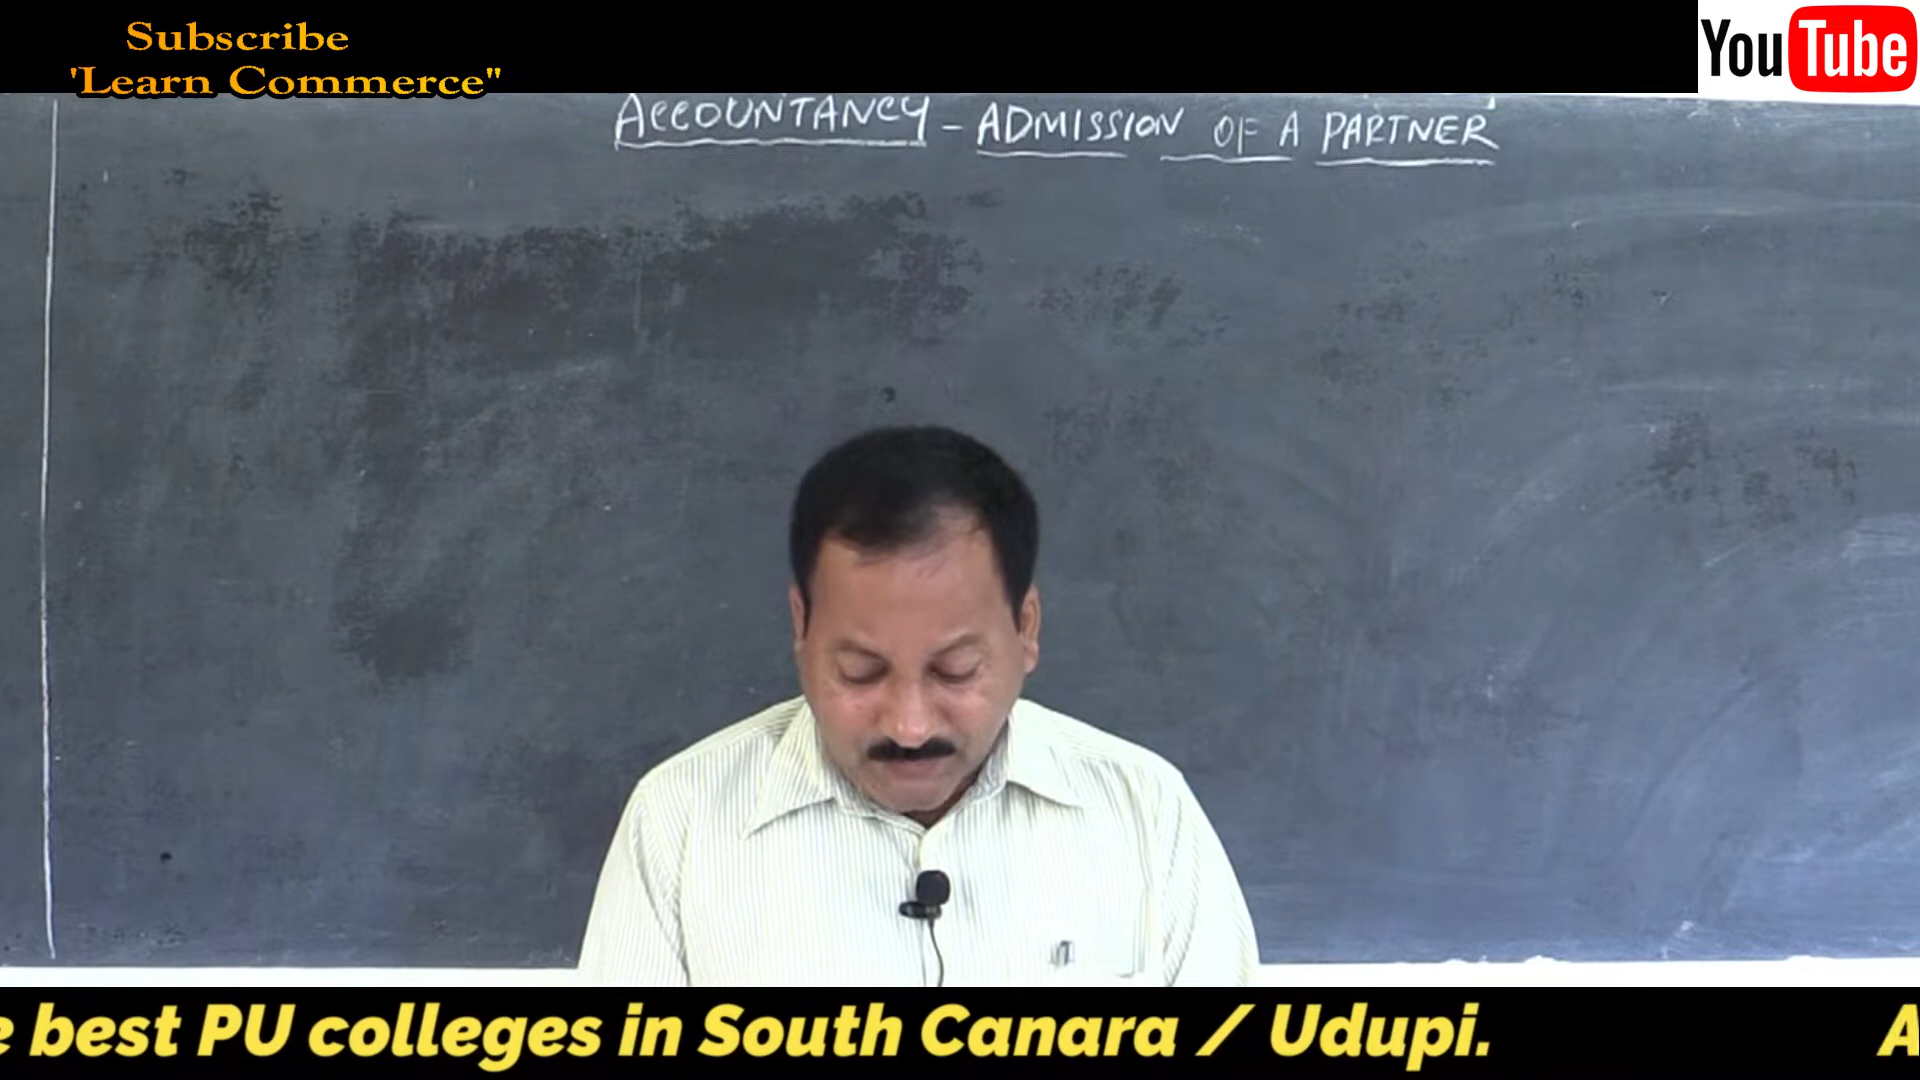 Subscribe
'Learn Commerce"
YouTube
ACCOUNTANCY - ADMISSION OF A PARTNER
best PU colleges in South Canara / Udupi.
A